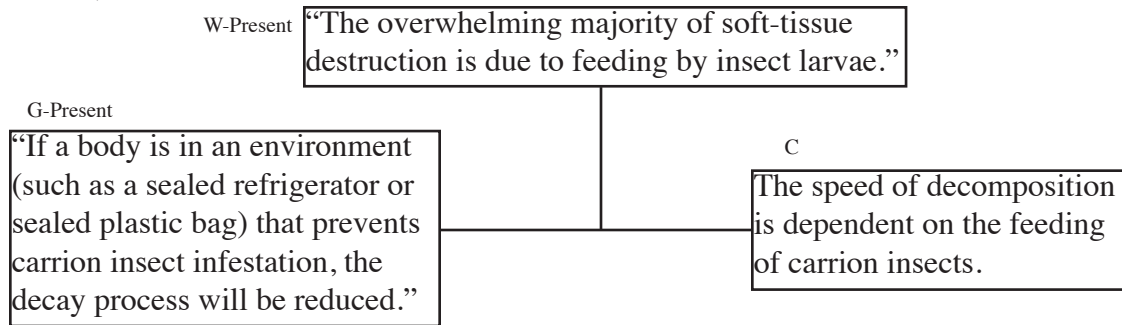 W-Present
“The overwhelming majority of soft-tissue
destruction is due to feeding by insect larvae.”
G-Present
“If a body is in an environment
(such as a sealed refrigerator or
sealed plastic bag) that prevents
carrion insect infestation, the
decay process will be reduced.”
C
The speed of decomposition
is dependent on the feeding
of carrion insects.